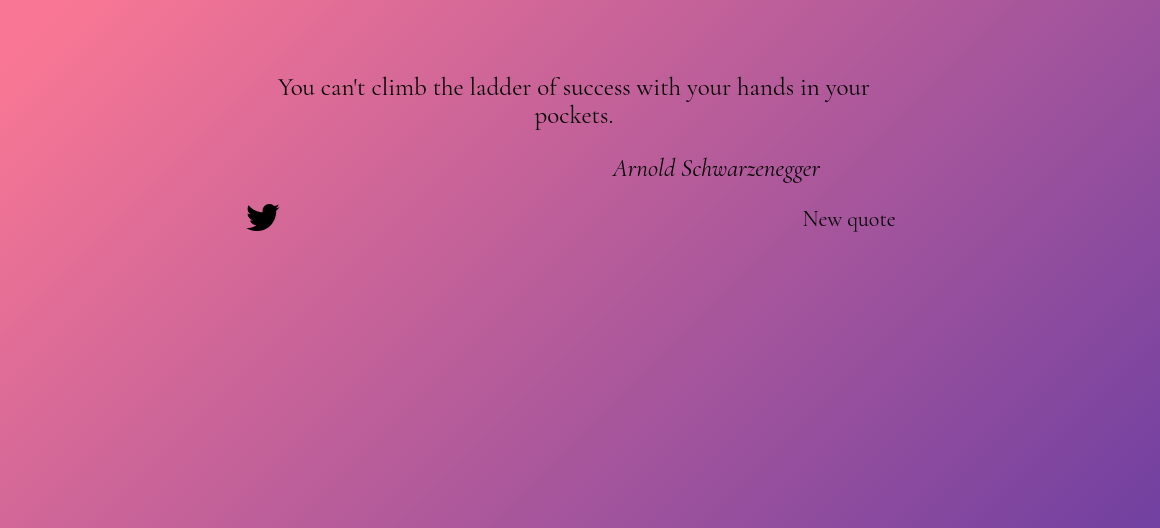 You can't climb the ladder of success with your hands in your
pockets.
Arnold Schwarzenegger
New quote